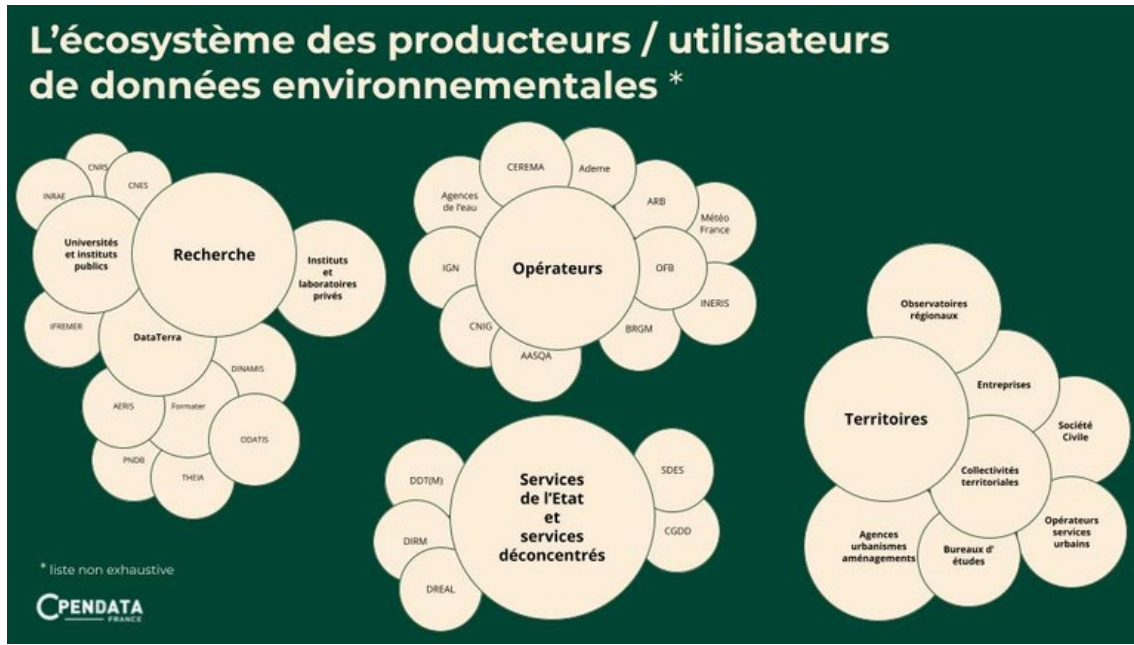 L'écosystème des producteurs / utilisateurs
de données environnementales *
CNRS
CNES
INRAE
Universités
et instituts
publics
Recherche
Instituts
et
laboratoires
privés
IFREMER
DataTerra
DINAMIS
AERIS
Formater
ODATIS
PNDB
THEIA
CEREMA
Ademe
Agences
de l'eau
ARB
Météo
France
IGN
Opérateurs
OFB
INERIS
CNIG
BRGM
AASQA
DDT(M)
DIRM
DREAL
Services
de l'Etat
et
services
déconcentrés
SDES
CGDD
Observatoires
régionaux
Entreprises
Territoires
Société
Civile
Collectivités
territoriales
Agences
urbanismes
aménagements
Bureaux d'
études
Opérateurs
services
urbains
* liste non exhaustive
OPENDATA
FRANCE